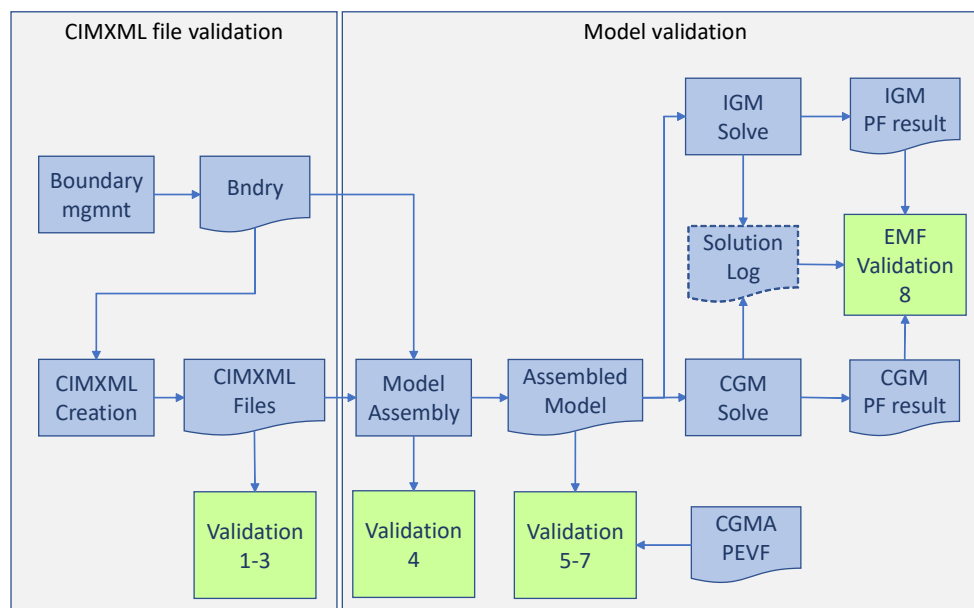 CIMXML file validation
Model validation
IGM
Solve
IGM
PF result
Boundary
mgmnt
Bndry
Solution
Log
EMF
Validation
8
CIMXML
Creation
CIMXML
Files
Model
Assembly
Assembled
Model
CGM
Solve
CGM
PF result
Validation
1-3
Validation
4
Validation
5-7
CGMA
PEVF